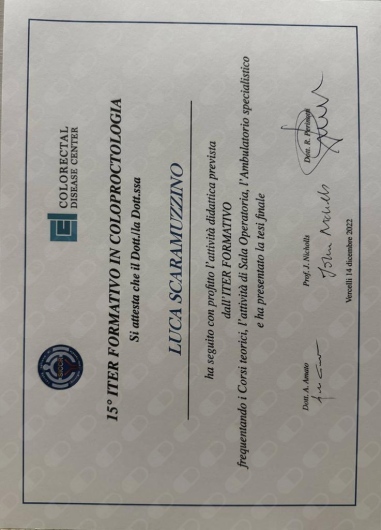 COLORECTAL
DISEASE CENTER
15° ITER FORMATIVO IN COLOPROCTOLOGIA
Si attesta che il Dott./la Dott.ssa
LUCA SCARAMUZZINO
ha seguito con profitto l'attività didattica prevista
dall'ITER FORMATIVO
frequentando i Corsi teorici, l'attività di Sala Operatoria, l'Ambulatorio specialistico
e ha presentato la tesi finale
Dott. A. Amato
Prof. J. Nicholls
Dott. R. Perinotti
John Nicholls
Vercelli 14 dicembre 2022